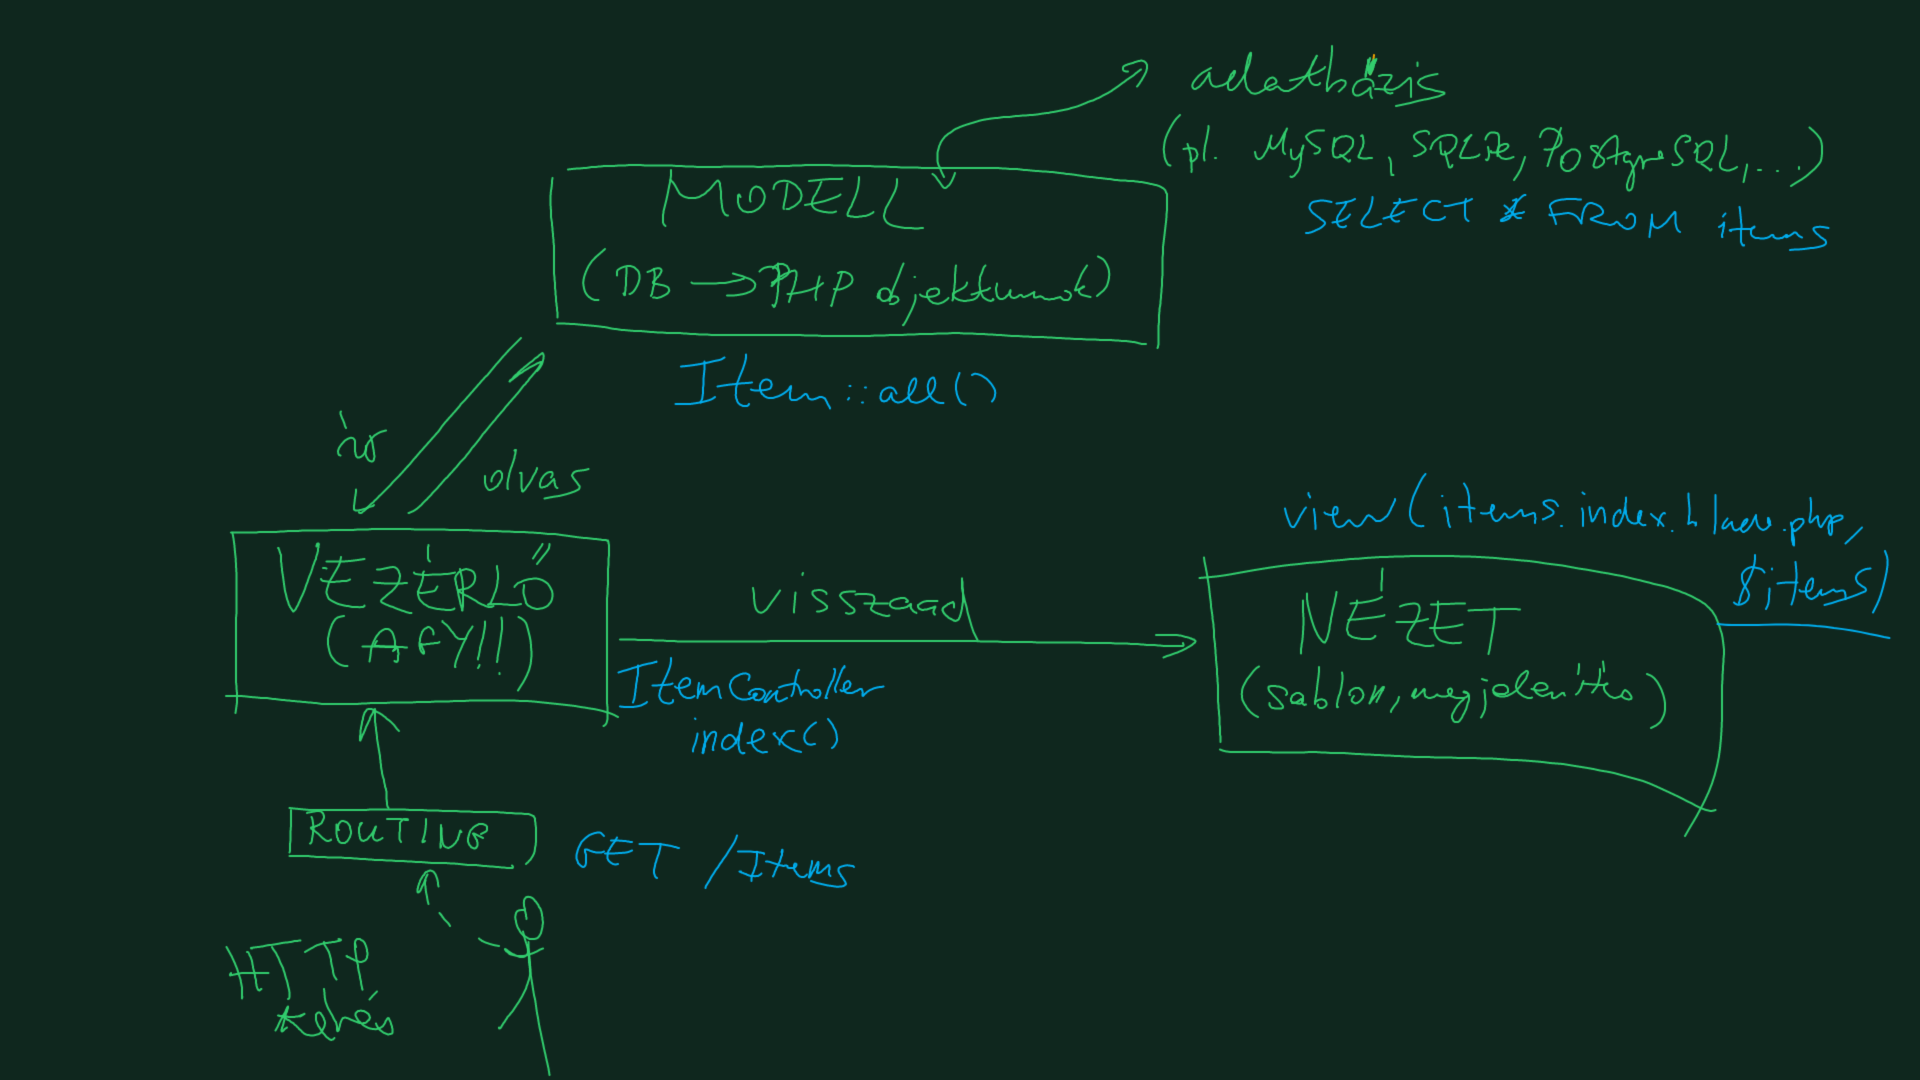 adatbázis
(pl. MySQL, SQLite, PostgreSQL, ...)
SELECT * FROM items
MODELL
(DB → PHP objektumok)
Item::all()
ír
olvas
view(items.index.blade.php,
$items)
VEZÉRLŐ
(AGY!!)
visszaad
ItemController
index()
NÉZET
(sablon, megjelenítés)
ROUTING
GET /Items
HTTP
kérés